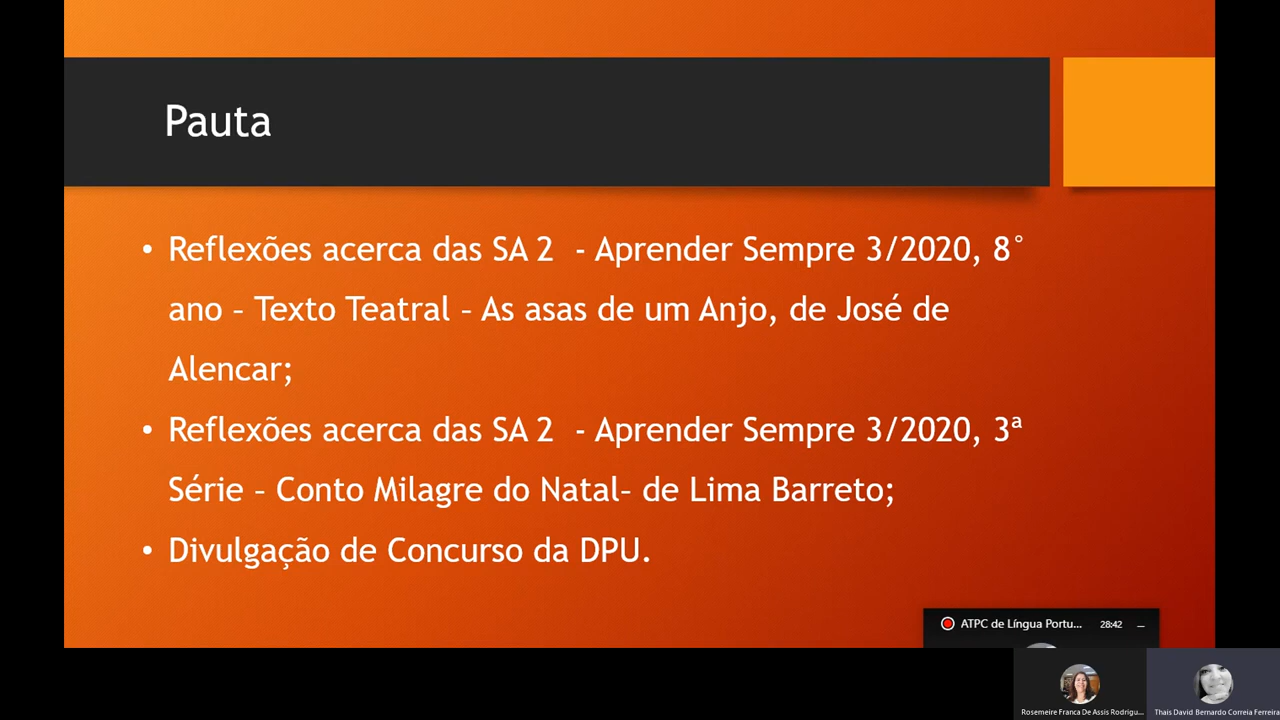 Pauta
• Reflexões acerca das SA 2 - Aprender Sempre 3/2020, 8°
ano – Texto Teatral – As asas de um Anjo, de José de
Alencar;
• Reflexões acerca das SA 2 - Aprender Sempre 3/2020, 3ª
Série – Conto Milagre do Natal– de Lima Barreto;
• Divulgação de Concurso da DPU.
ATPC de Língua Portu... 28:42
Rosemeire Franca De Assis Rodrigu...
Thais David Bernardo Correia Ferreira